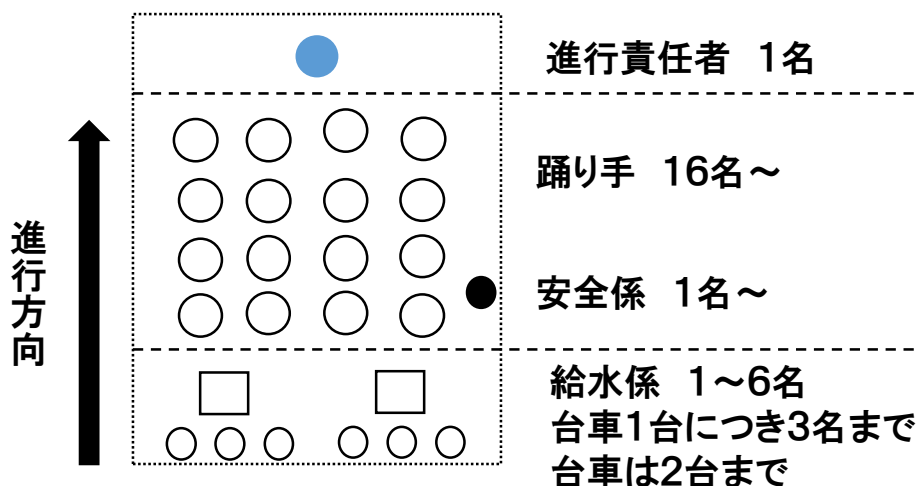 進行責任者 1名
踊り手 16名～
進行方向
安全係 1名～
給水係 1～6名
台車1台につき3名まで
台車は2台まで